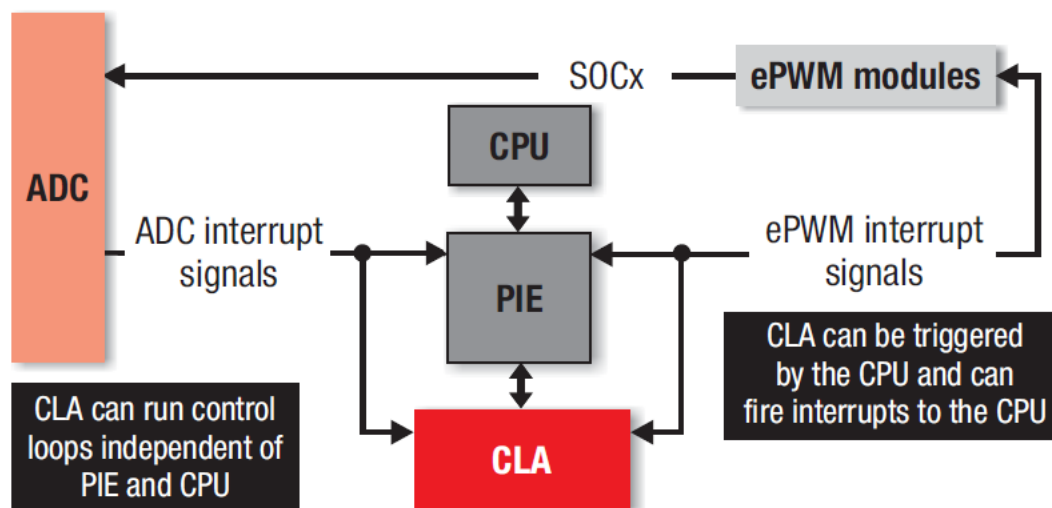 SOCx
ePWM modules
CPU
ADC
ADC interrupt
signals
ePWM interrupt
signals
PIE
CLA can be triggered
by the CPU and can
fire interrupts to the CPU
CLA can run control
loops independent of
PIE and CPU
CLA